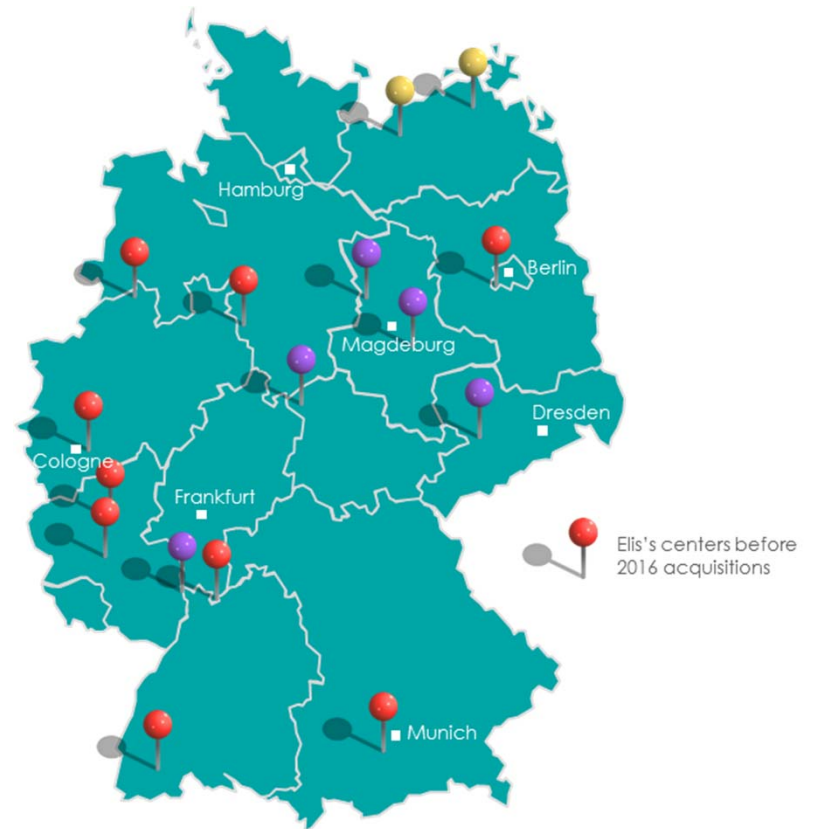 Hamburg
Berlin
Magdeburg
Dresden
Cologne
Frankfurt
Elis's centers before
2016 acquisitions
Munich